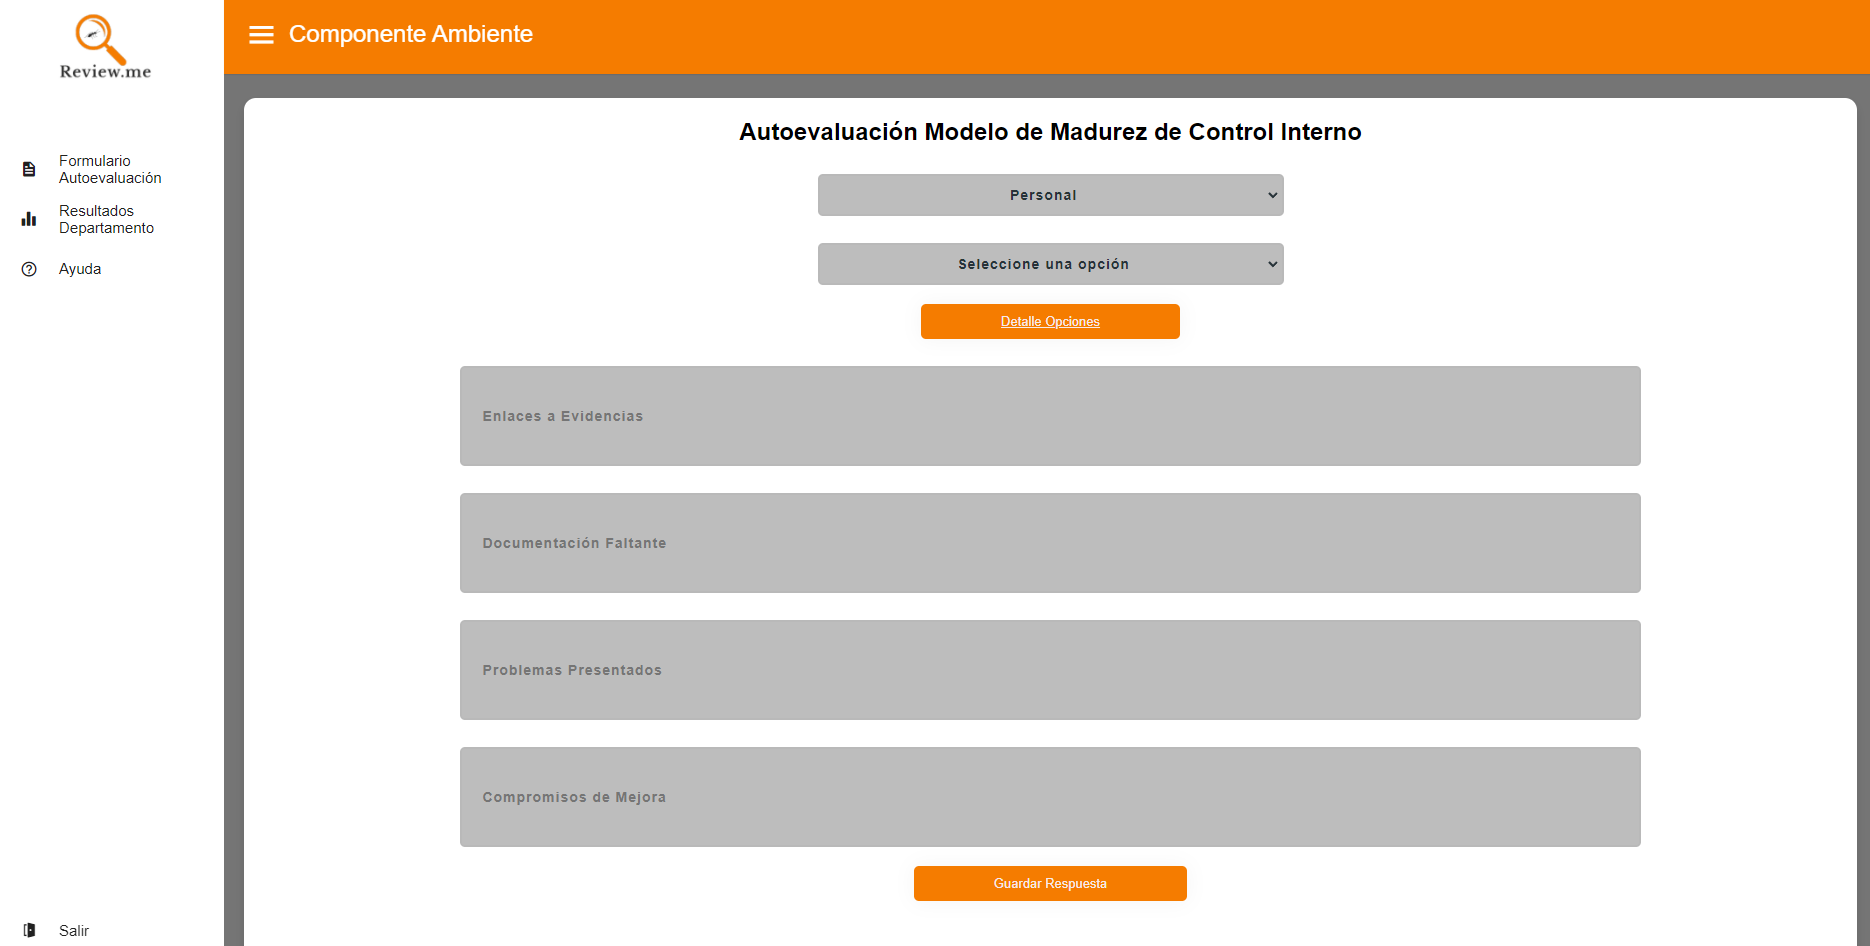 Review.me
Formulario
Autoevaluación
Resultados
Departamento
Ayuda
Salir
Componente Ambiente
Autoevaluación Modelo de Madurez de Control Interno
Personal
Seleccione una opción
Detalle Opciones
Enlaces a Evidencias
Documentación Faltante
Problemas Presentados
Compromisos de Mejora
Guardar Respuesta